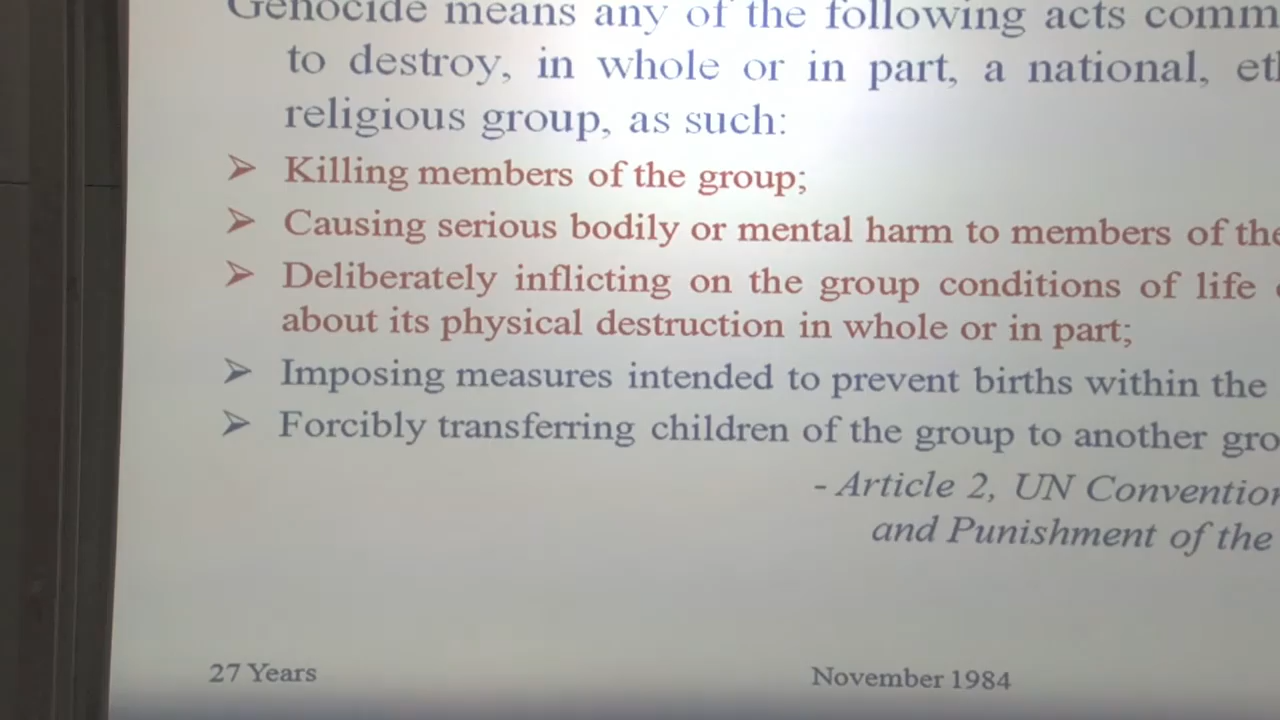 Genocide means any of the following acts comm
to destroy, in whole or in part, a national, et
religious group, as such:
➢ Killing members of the group;
➢ Causing serious bodily or mental harm to members of the
➢ Deliberately inflicting on the group conditions of life
about its physical destruction in whole or in part;
➢ Imposing measures intended to prevent births within the
➢ Forcibly transferring children of the group to another gro
- Article 2, UN Convention
and Punishment of the
27 Years
November 1984